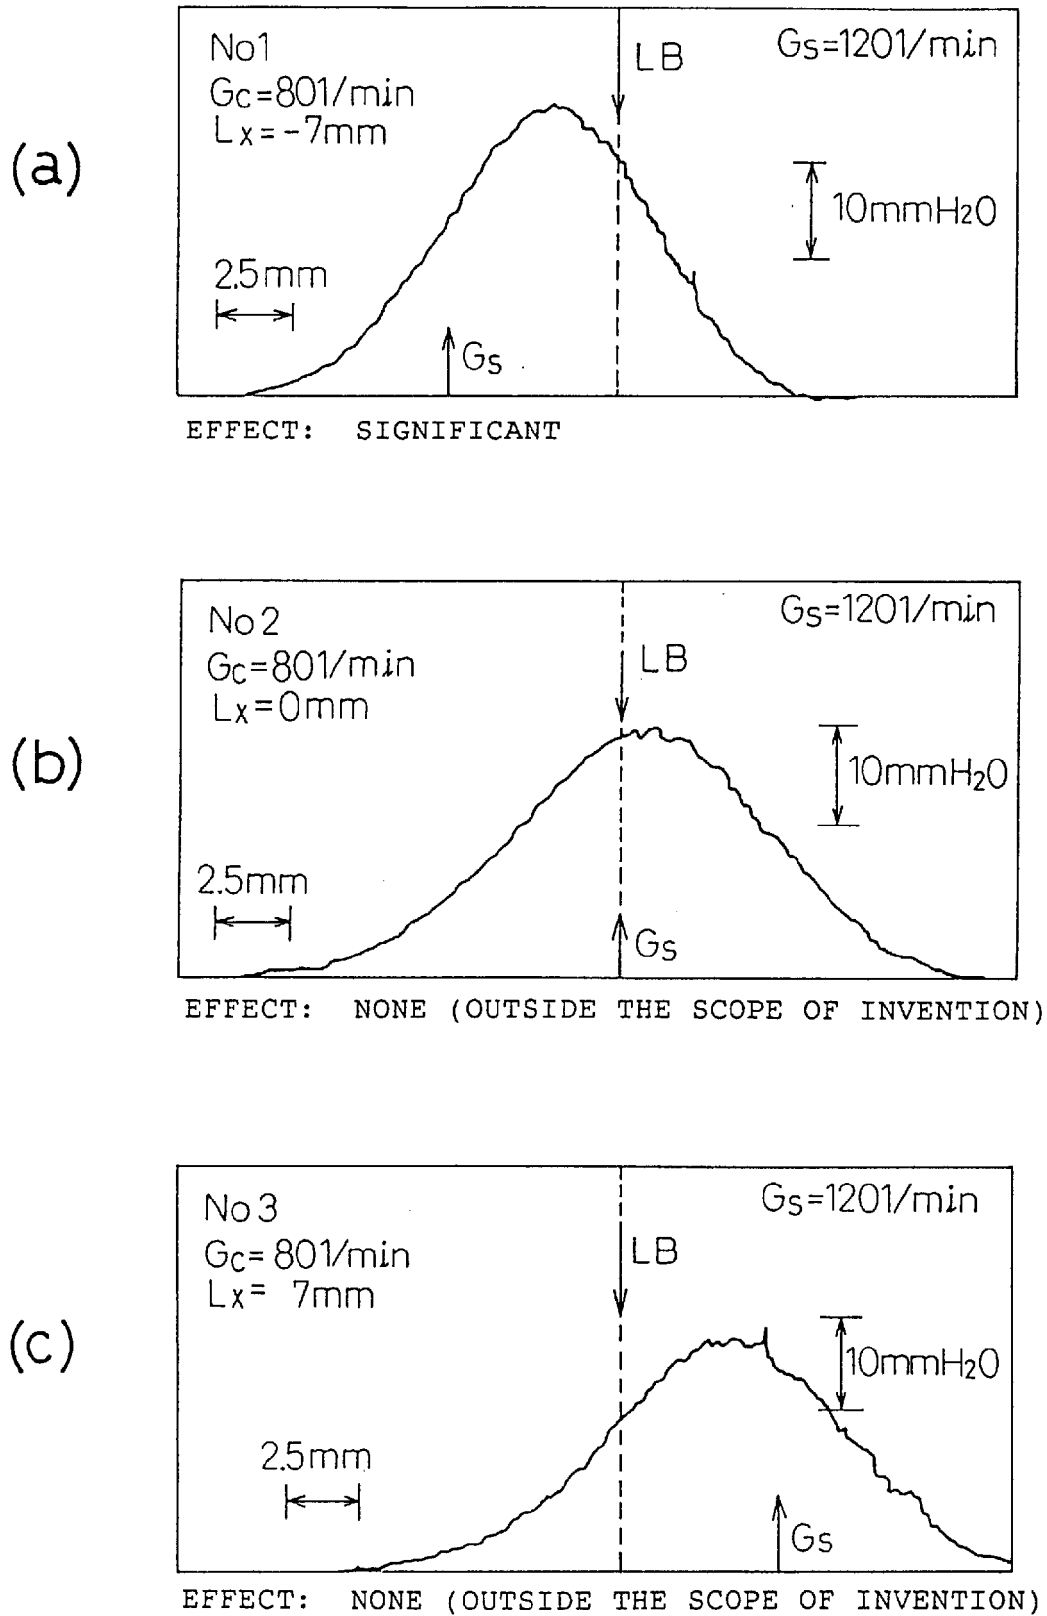 (a)
No1
Gc=801/min
Lx=-7mm
LB
Gs=1201/min
10mmH2O
2.5mm
Gs
EFFECT: SIGNIFICANT
(b)
No2
Gc=801/min
Lx=0mm
LB
Gs=1201/min
10mmH2O
2.5mm
Gs
EFFECT: NONE (OUTSIDE THE SCOPE OF INVENTION)
(c)
No3
Gc=801/min
Lx= 7mm
LB
Gs=1201/min
10mmH2O
2.5mm
Gs
EFFECT: NONE (OUTSIDE THE SCOPE OF INVENTION)